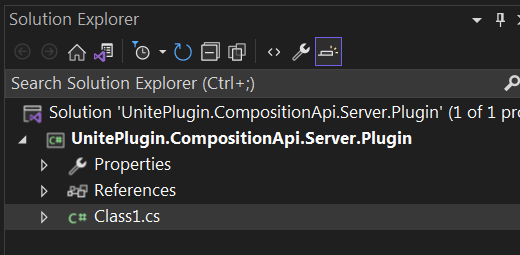 Solution Explorer
Search Solution Explorer (Ctrl+;)
Solution 'UnitePlugin.CompositionApi.Server.Plugin' (1 of 1 pro
C# UnitePlugin.CompositionApi.Server.Plugin
Properties
References
C# Class1.cs